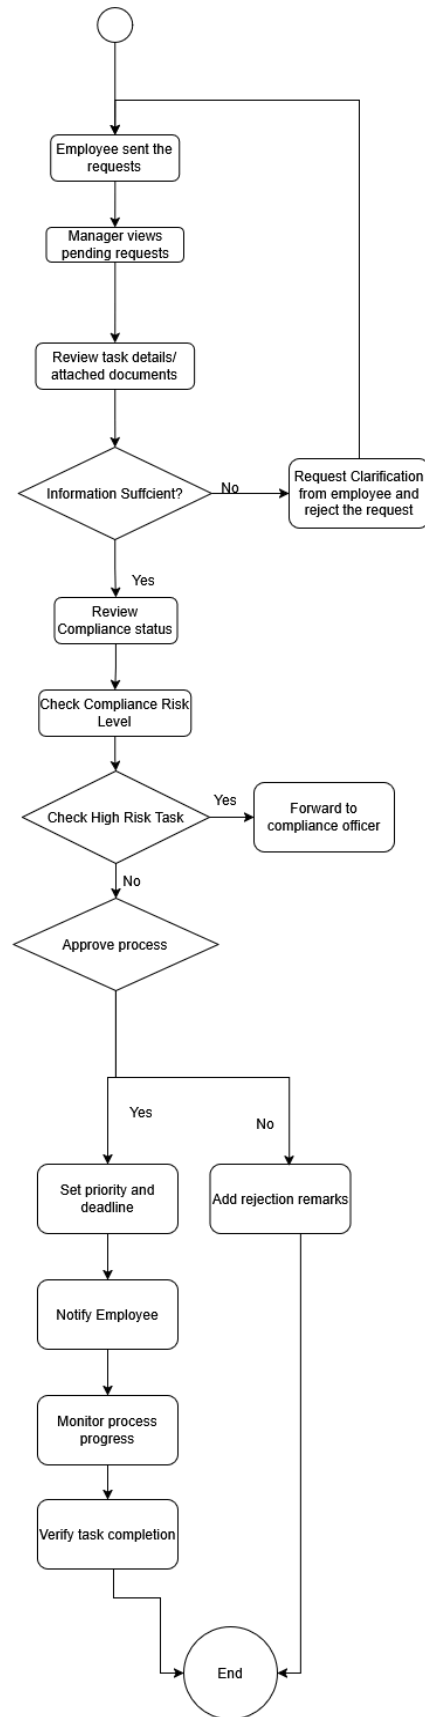 Employee sent the
requests
Manager views
pending requests
Review task details/
attached documents
Information Suffcient?
No
Request Clarification
from employee and
reject the request
Yes
Review
Compliance status
Check Compliance Risk
Level
Check High Risk Task
Yes
Forward to
compliance officer
No
Approve process
Yes
No
Set priority and
deadline
Add rejection remarks
Notify Employee
Monitor process
progress
Verify task completion
End